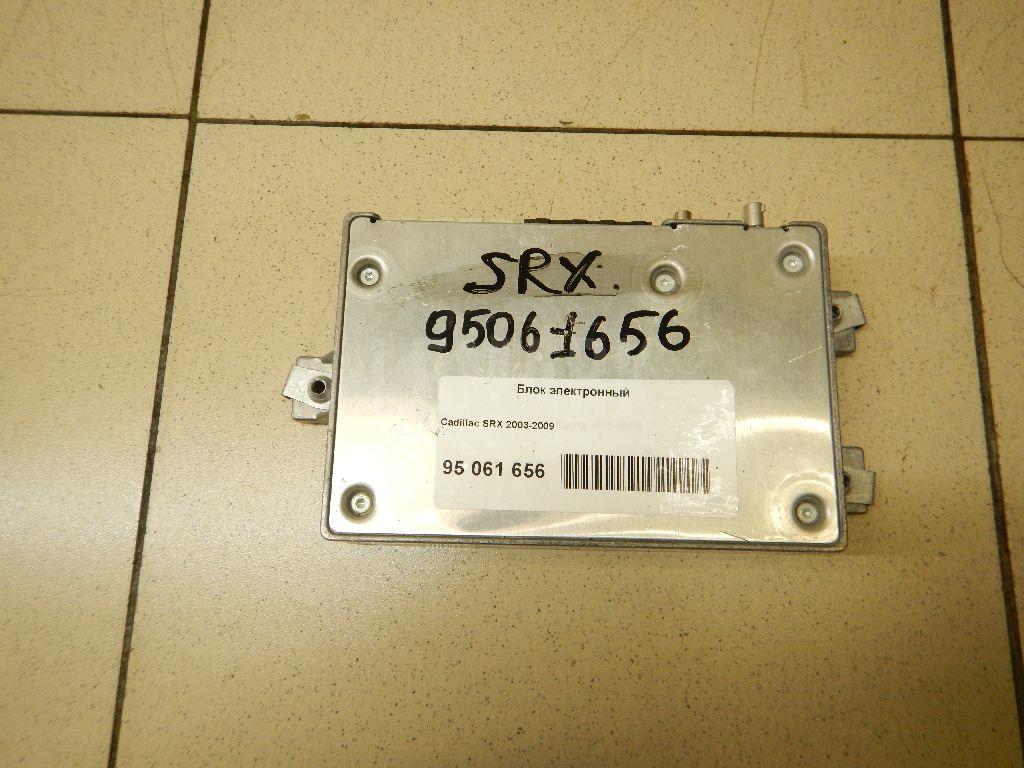 SRX.
95061656
Блок электронный
Cadillac SRX 2003-2009
95 061 656